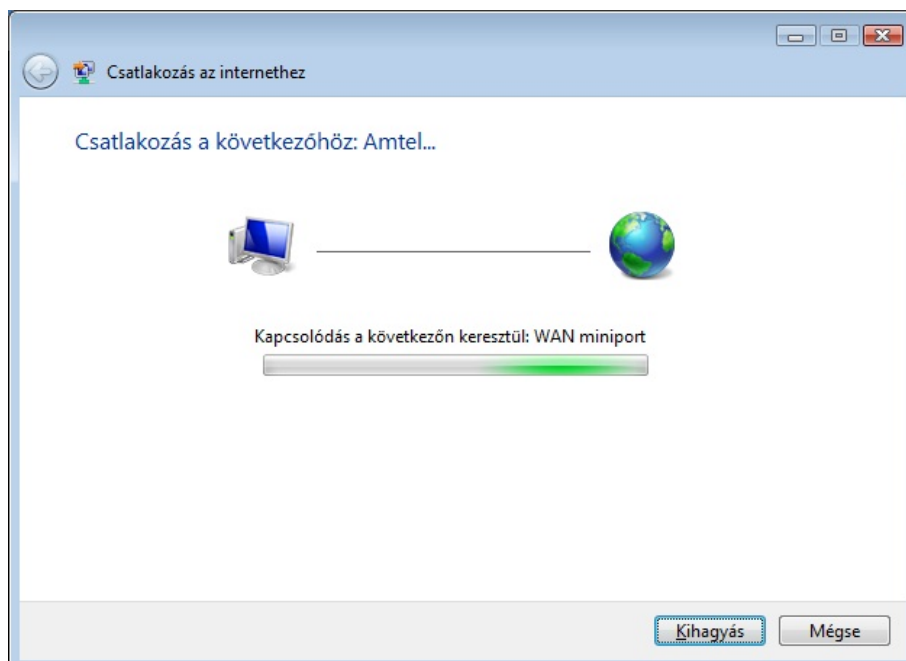 Csatlakozás az internethez
Csatlakozás a következőhöz: Amtel...
Kapcsolódás a következőn keresztül: WAN miniport
Kihagyás
Mégse